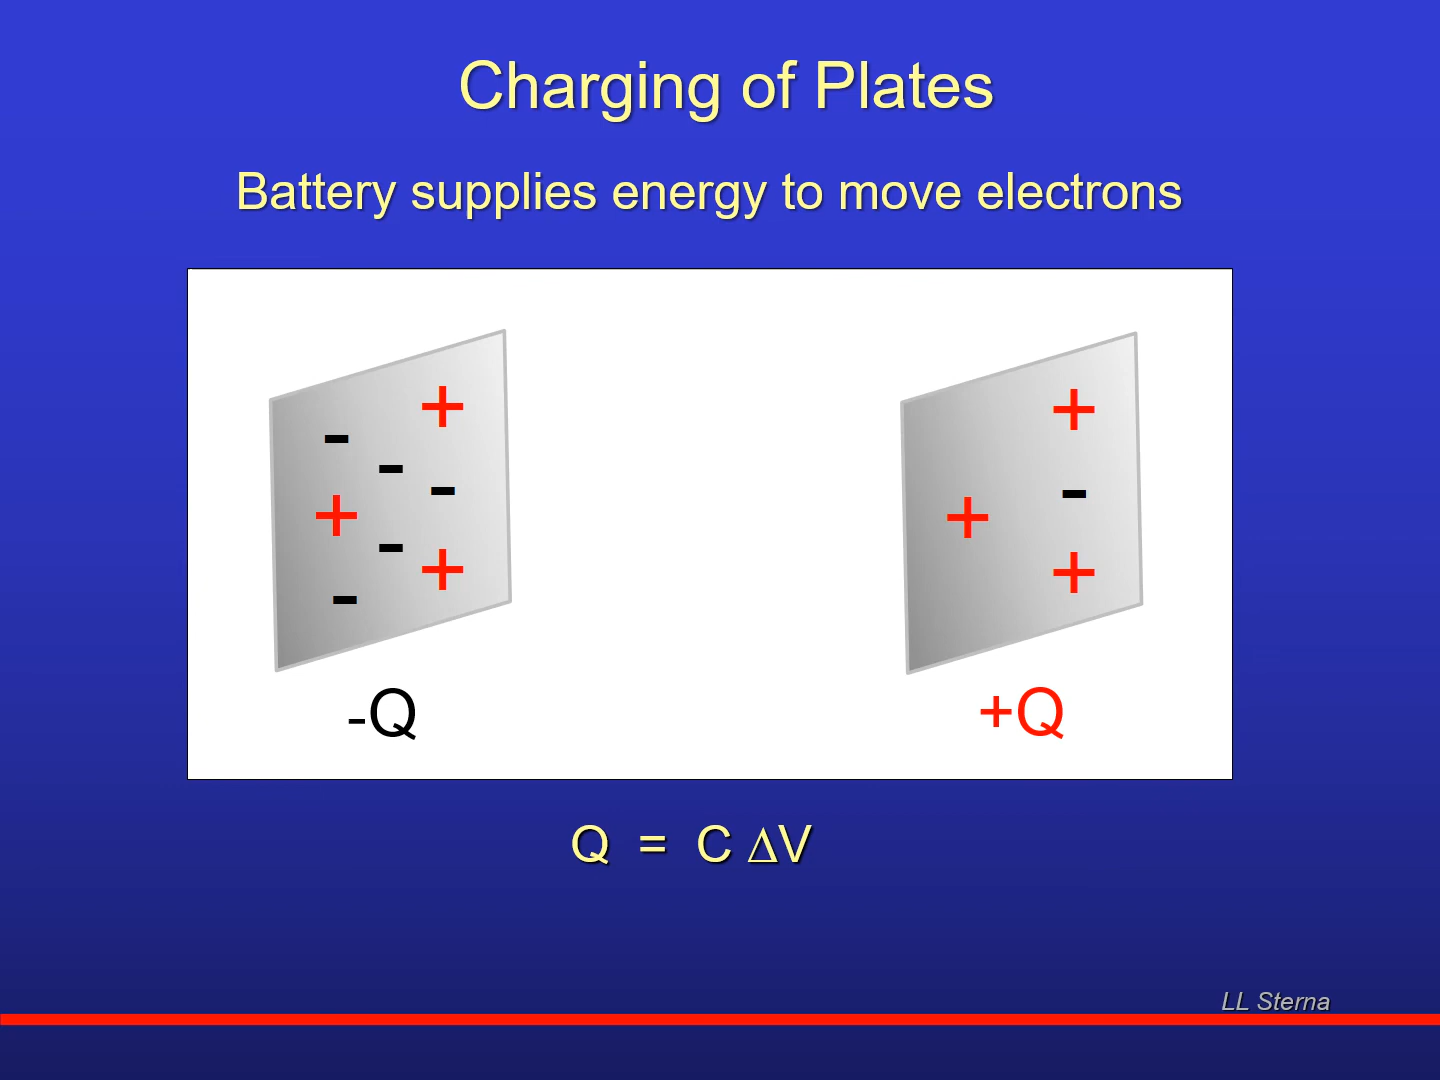 Charging of Plates
Battery supplies energy to move electrons
+ +
-
-
- -
+ +
-
+ +
-
-Q +Q
Q = C ΔV
LL Sterna